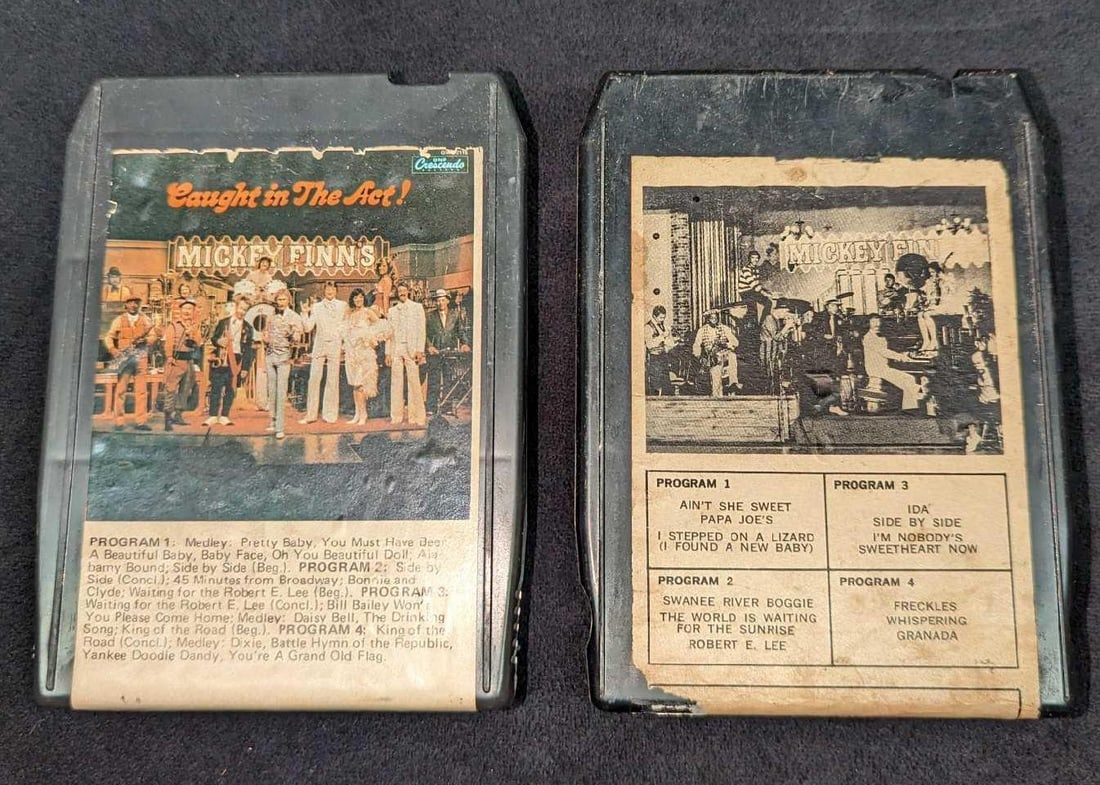 GNP
Crescendo
Caught in The Act!
MICKEY FINN'S
PROGRAM 1: Medley: Pretty Baby, You Must Have Been
A Beautiful Baby, Baby Face, Oh You Beautiful Doll; Ala-
bamy Bound; Side by Side (Beg.). PROGRAM 2: Side by
Side (Concl.); 45 Minutes from Broadway; Bonnie and
Clyde; Waiting for the Robert E. Lee (Beg.). PROGRAM 3:
Waiting for the Robert E. Lee (Concl.); Bill Bailey Won't
You Please Come Home; Medley: Daisy Bell, The Drinking
Song; King of the Road (Beg.). PROGRAM 4: King of the
Road (Concl.); Medley: Dixie, Battle Hymn of the Republic,
Yankee Doodle Dandy, You're A Grand Old Flag.
MICKEY FIN
PROGRAM 1
AIN'T SHE SWEET
PAPA JOE'S
I STEPPED ON A LIZARD
(I FOUND A NEW BABY)
PROGRAM 3
IDA
SIDE BY SIDE
I'M NOBODY'S
SWEETHEART NOW
PROGRAM 2
SWANEE RIVER BOGGIE
THE WORLD IS WAITING
FOR THE SUNRISE
ROBERT E. LEE
PROGRAM 4
FRECKLES
WHISPERING
GRANADA